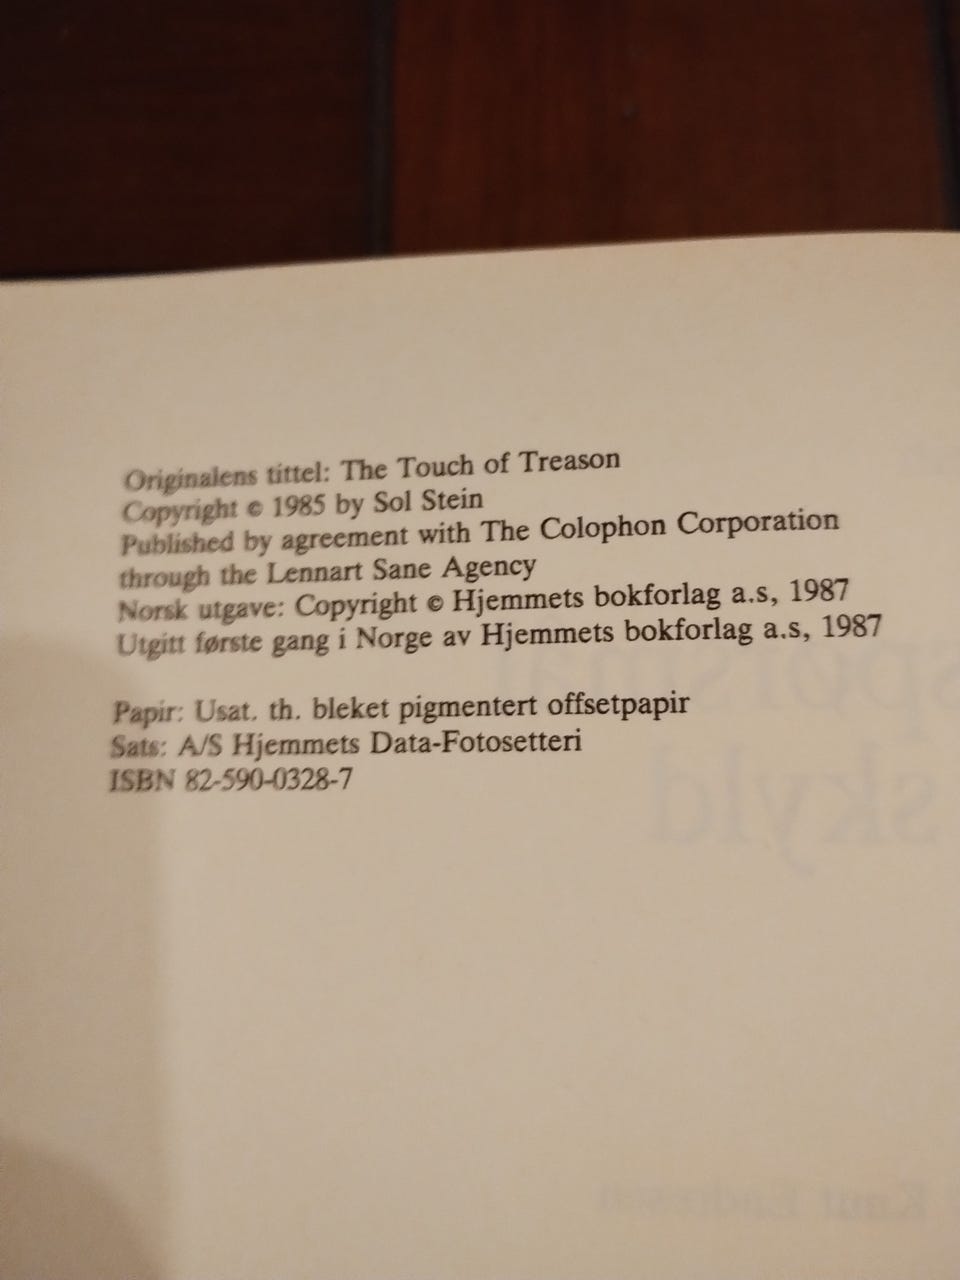 Originalens tittel: The Touch of Treason
Copyright © 1985 by Sol Stein
Published by agreement with The Colophon Corporation
through the Lennart Sane Agency
Norsk utgave: Copyright © Hjemmets bokforlag a.s, 1987
Utgitt første gang i Norge av Hjemmets bokforlag a.s, 1987
Papir: Usat. th. bleket pigmentert offsetpapir
Sats: A/S Hjemmets Data-Fotosetteri
ISBN 82-590-0328-7
skyld